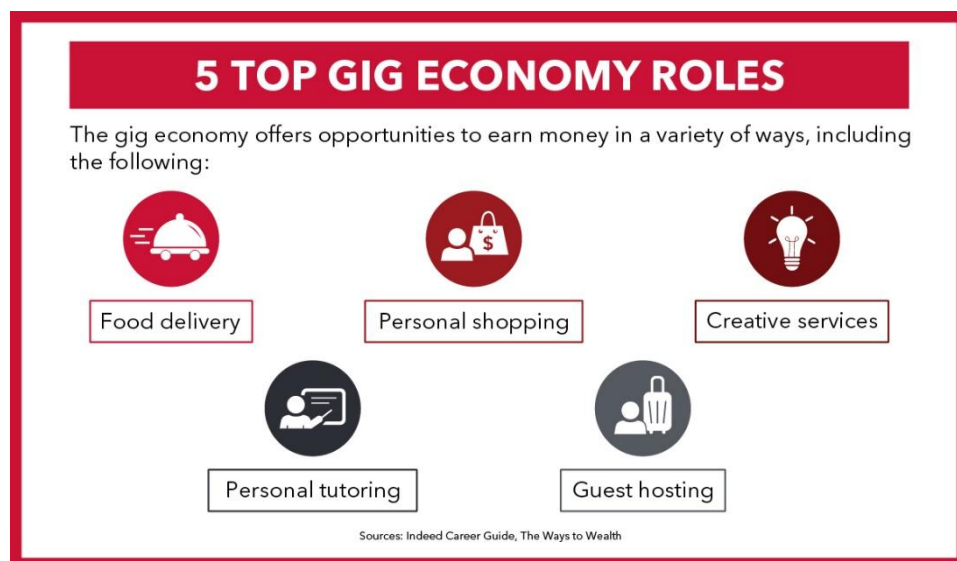 5 TOP GIG ECONOMY ROLES
The gig economy offers opportunities to earn money in a variety of ways, including
the following:
$
Food delivery
Personal shopping
Creative services
Personal tutoring
Guest hosting
Sources: Indeed Career Guide, The Ways to Wealth